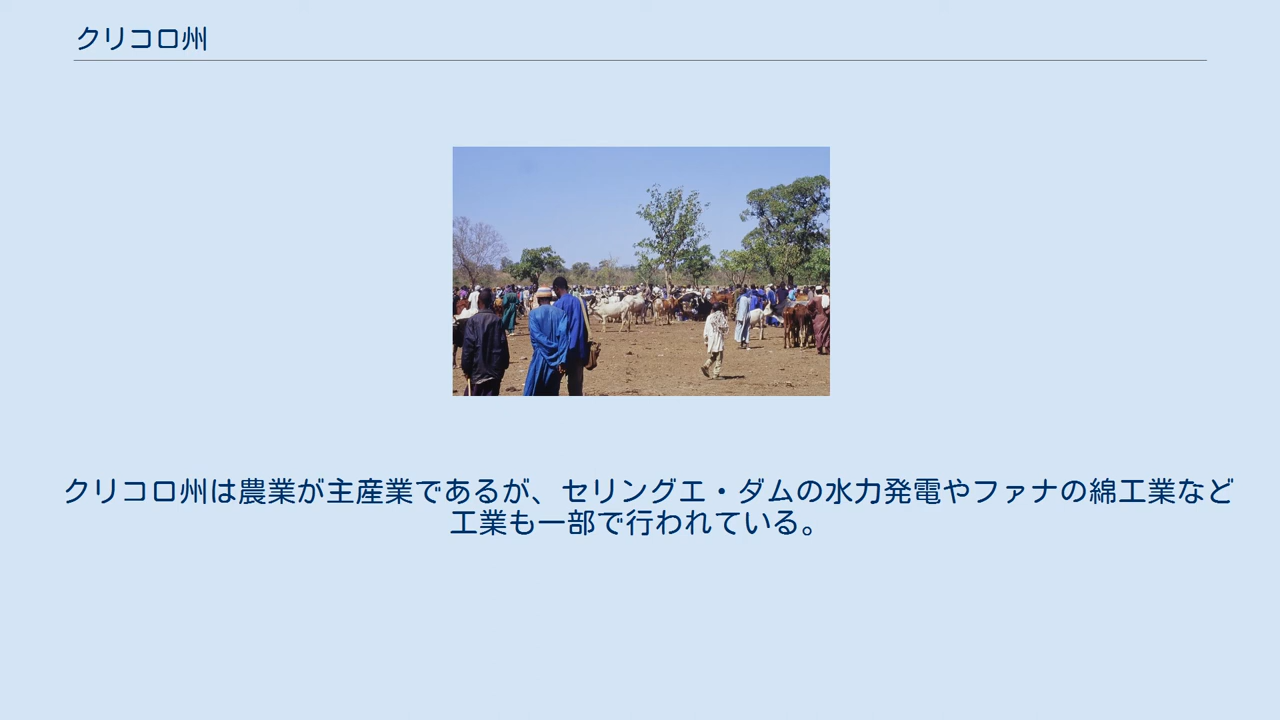 クリコロ州
クリコロ州は農業が主産業であるが、セリングエ・ダムの水力発電やファナの綿工業など
工業も一部で行われている。